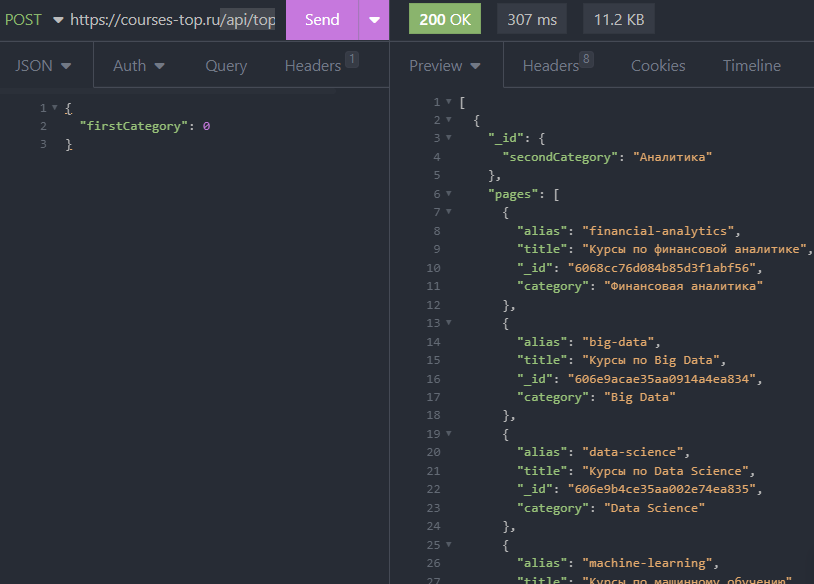 POST https://courses-top.ru/api/top Send 200 OK 307 ms 11.2 KB
JSON Auth Query Headers 1 Preview Headers 8 Cookies Timeline
1 {
2 "firstCategory": 0
3 }
1 [
2 {
3 "_id": {
4 "secondCategory": "Аналитика"
5 },
6 "pages": [
7 {
8 "alias": "financial-analytics",
9 "title": "Курсы по финансовой аналитике",
10 "_id": "6068cc76d084b85d3f1abf56",
11 "category": "Финансовая аналитика"
12 },
13 {
14 "alias": "big-data",
15 "title": "Курсы по Big Data",
16 "_id": "606e9acae35aa0914a4ea834",
17 "category": "Big Data"
18 },
19 {
20 "alias": "data-science",
21 "title": "Курсы по Data Science",
22 "_id": "606e9b4ce35aa002e74ea835",
23 "category": "Data Science"
24 },
25 {
26 "alias": "machine-learning",
27 "title": "Курсы по машинному обучению"